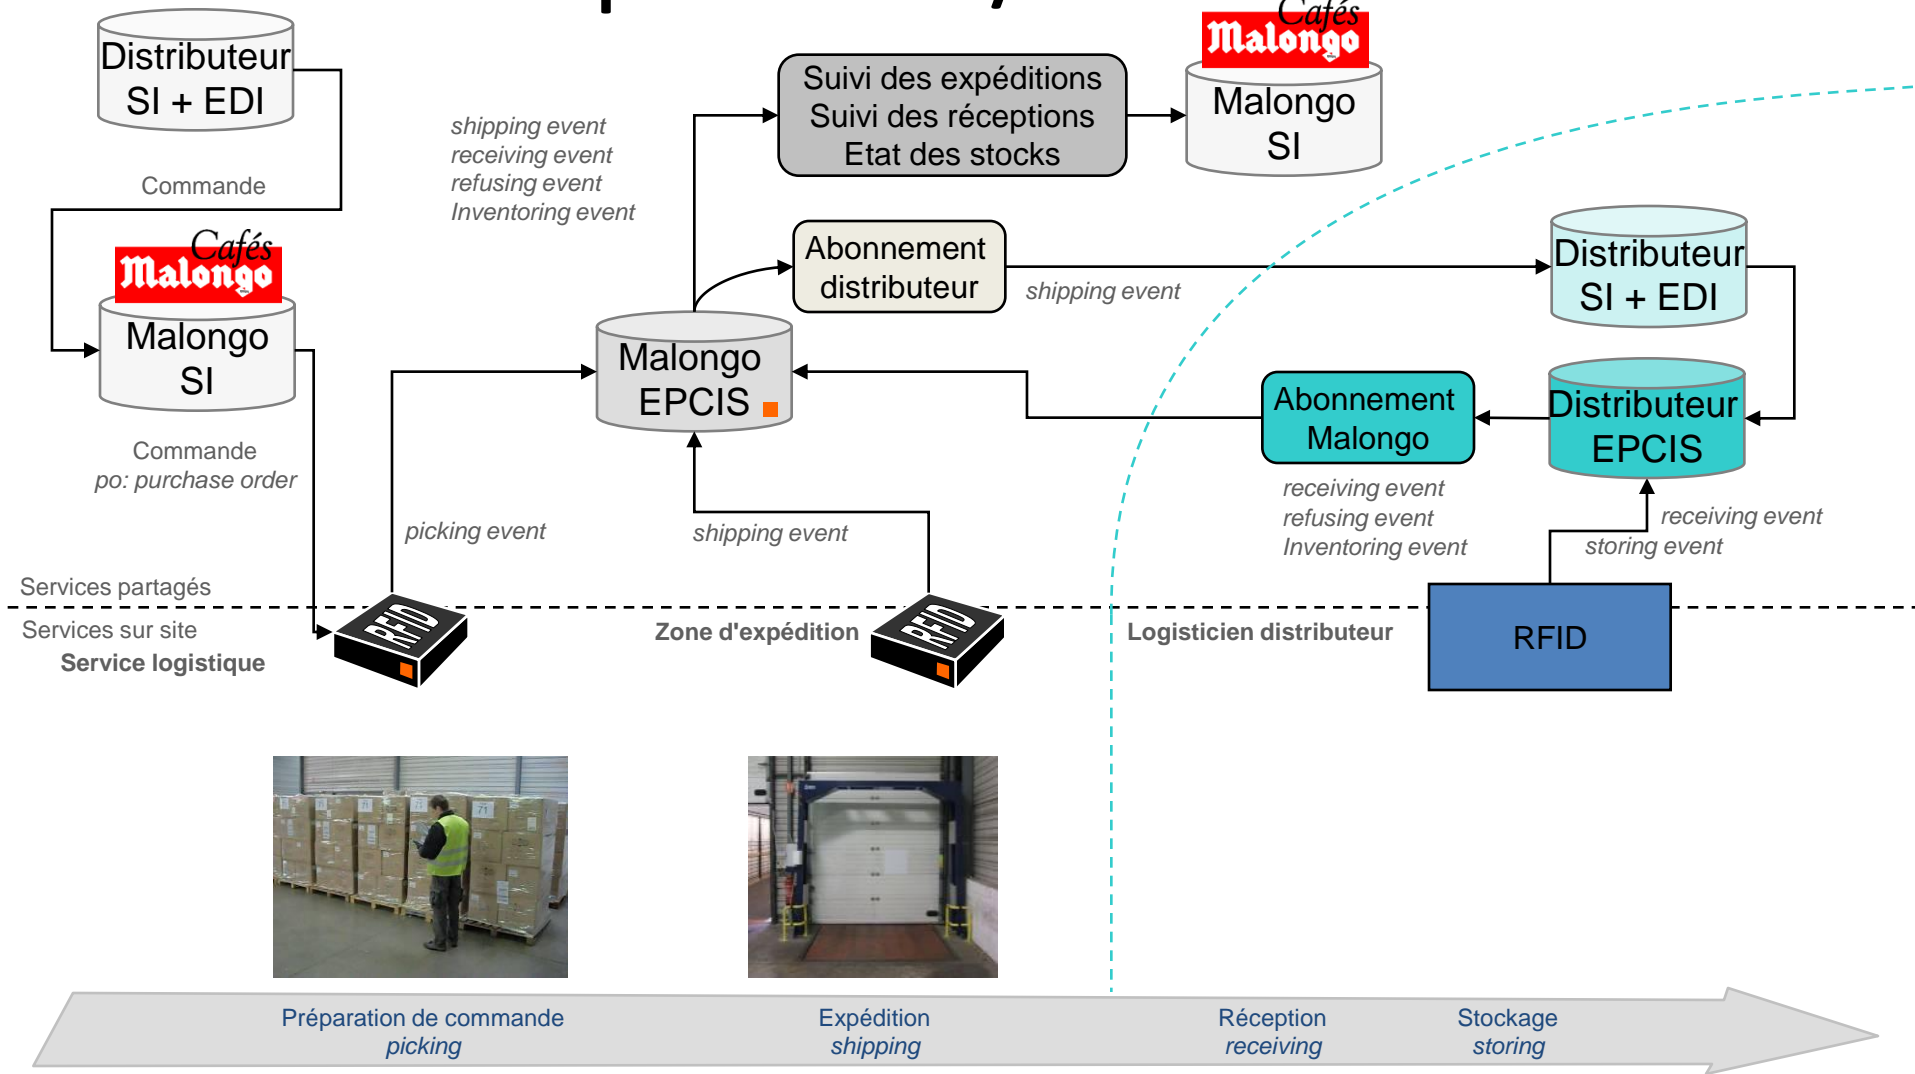 Distributeur
SI + EDI
Commande
Cafés
Malongo
Malongo
SI
Commande
po: purchase order
shipping event
receiving event
refusing event
Inventoring event
Suivi des expéditions
Suivi des réceptions
Etat des stocks
Cafés
Malongo
Malongo
SI
Abonnement
distributeur
shipping event
Distributeur
SI + EDI
Malongo
EPCIS
Abonnement
Malongo
Distributeur
EPCIS
receiving event
refusing event
Inventoring event
receiving event
storing event
picking event
shipping event
Services partagés
Services sur site
Service logistique
RFID
Zone d'expédition
RFID
Logisticien distributeur
RFID
71
Préparation de commande
picking
Expédition
shipping
Réception
receiving
Stockage
storing